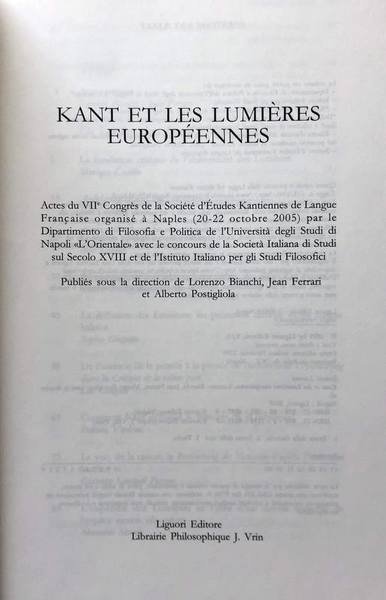 KANT ET LES LUMIÈRES
EUROPÉENNES
Actes du VIIe Congrès de la Société d'Études Kantiennes de Langue
Française organisé à Naples (20-22 octobre 2005) par le
Dipartimento di Filosofia e Politica de l'Università degli Studi di
Napoli «L'Orientale» avec le concours de la Società Italiana di Studi
sul Secolo XVIII et de l'Istituto Italiano per gli Studi Filosofici
Publiés sous la direction de Lorenzo Bianchi, Jean Ferrari
et Alberto Postigliola
Liguori Editore
Librairie Philosophique J. Vrin